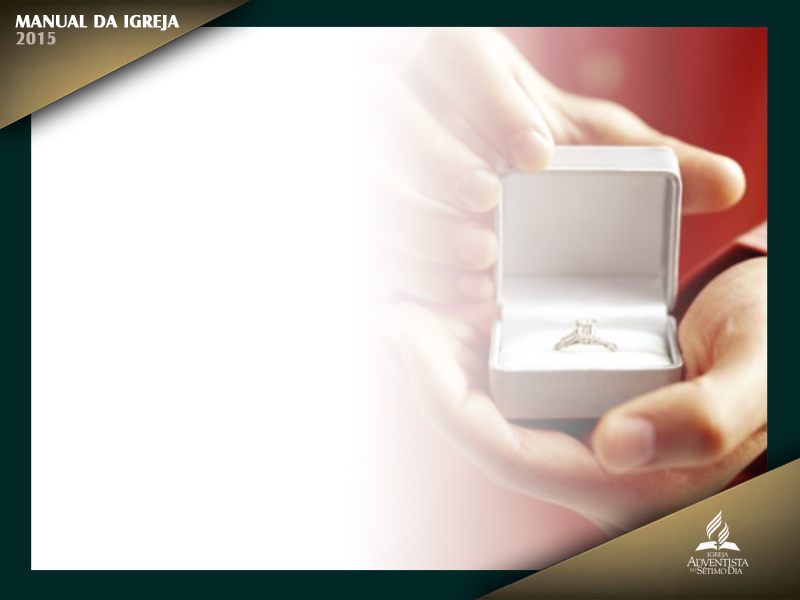 MANUAL DA IGREJA
2015
IGREJA
ADVENTISTA
DO SÉTIMO DIA